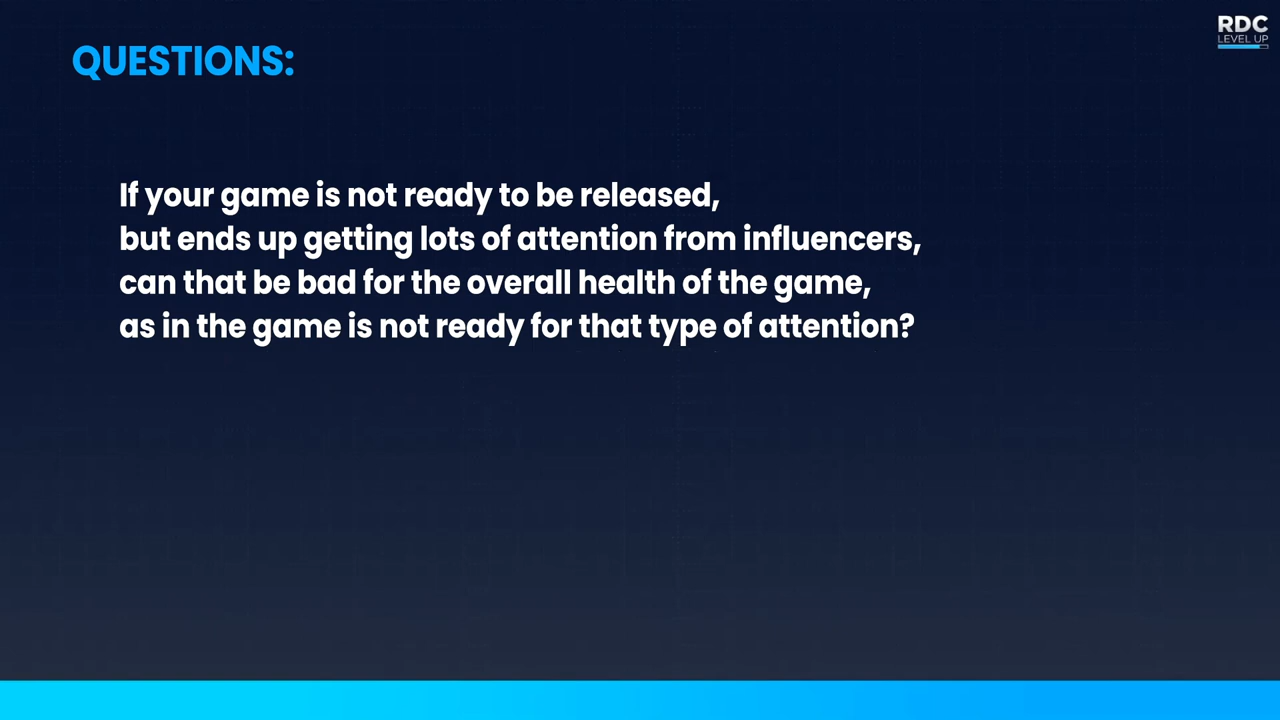 RDC
LEVEL UP
QUESTIONS:
If your game is not ready to be released,
but ends up getting lots of attention from influencers,
can that be bad for the overall health of the game,
as in the game is not ready for that type of attention?